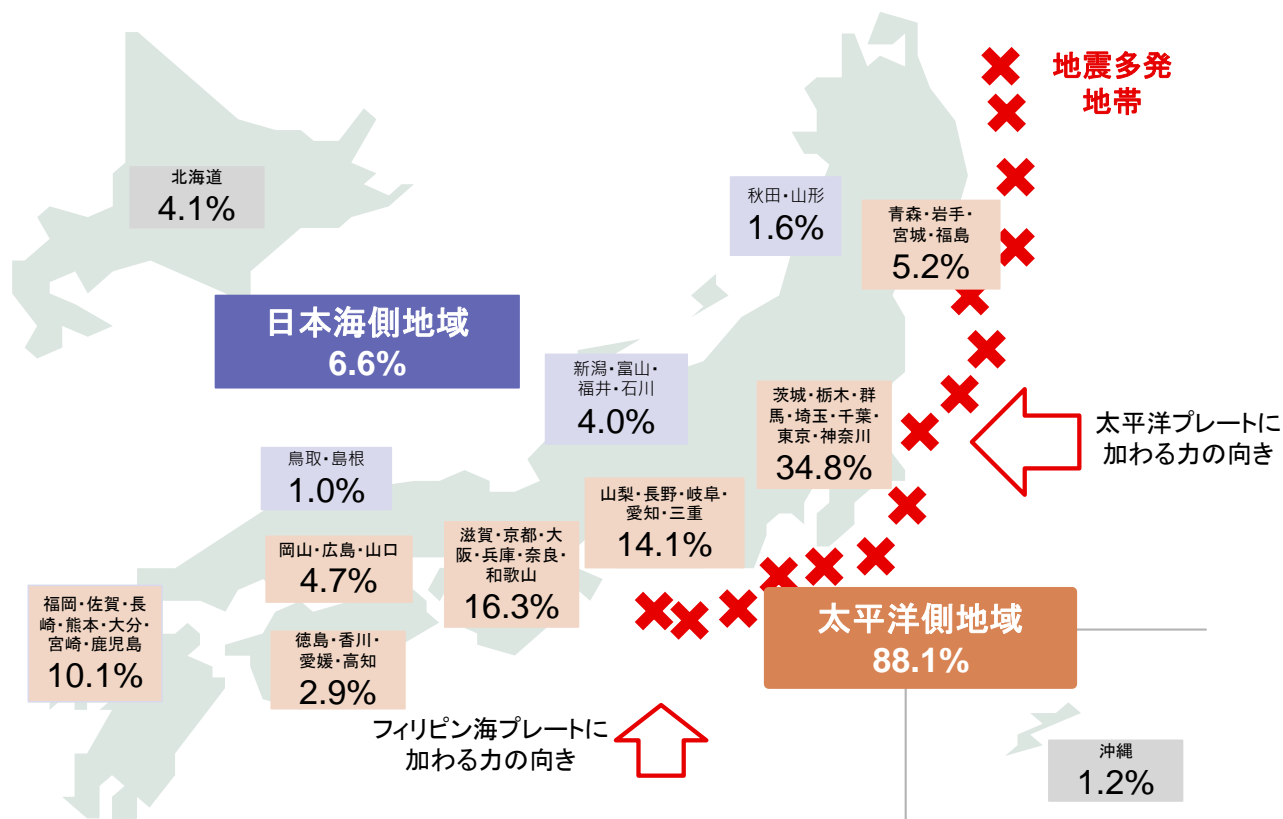 地震多発
地帯
北海道
4.1%
秋田・山形
1.6%
青森・岩手・
宮城・福島
5.2%
日本海側地域
6.6%
新潟・富山・
福井・石川
4.0%
茨城・栃木・群
馬・埼玉・千葉・
東京・神奈川
34.8%
太平洋プレートに
加わる力の向き
鳥取・島根
1.0%
山梨・長野・岐阜・
愛知・三重
14.1%
滋賀・京都・大
阪・兵庫・奈良・
和歌山
16.3%
岡山・広島・山口
4.7%
福岡・佐賀・長
崎・熊本・大分・
宮崎・鹿児島
10.1%
徳島・香川・
愛媛・高知
2.9%
太平洋側地域
88.1%
フィリピン海プレートに
加わる力の向き
沖縄
1.2%